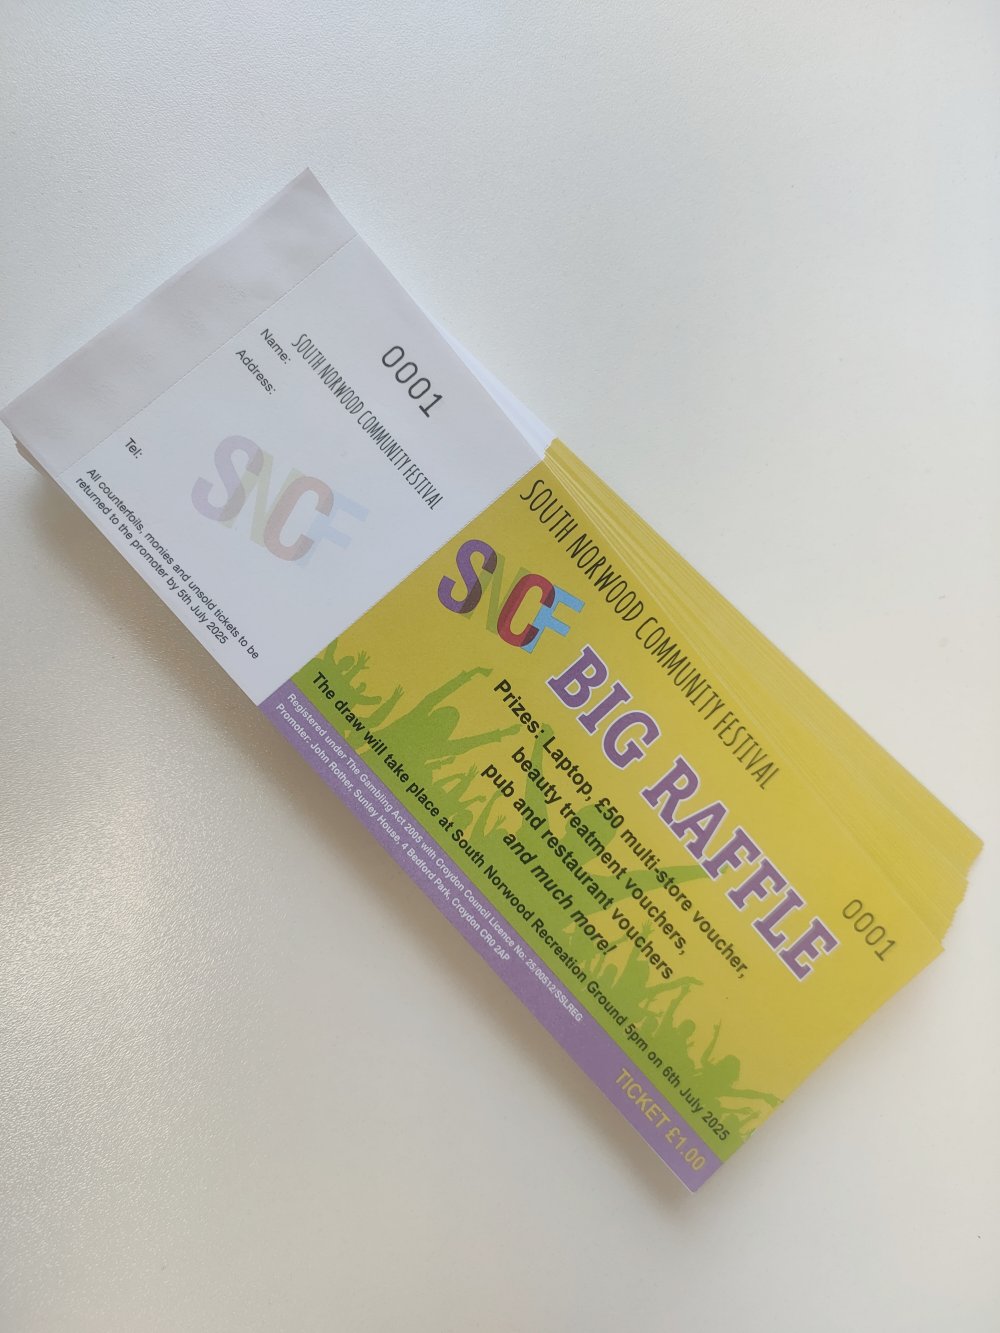 0001
SOUTH NORWOOD COMMUNITY FESTIVAL
Name:
Address:
SNCF
Tel:
All counterfoils, monies and unsold tickets to be
returned to the promoter by 5th July 2025
SOUTH NORWOOD COMMUNITY FESTIVAL
SNCF
BIG RAFFLE
0001
Prizes: Laptop, £50 multi-store voucher,
beauty treatment vouchers,
pub and restaurant vouchers
and much more!
The draw will take place at South Norwood Recreation Ground 5pm on 6th July 2025
Registered under The Gambling Act 2005 with Croydon Council Licence No: 25/00512/SSLREG
Promoter: John Rother, Sunley House, 4 Bedford Park, Croydon CR0 2AP
TICKET £1.00